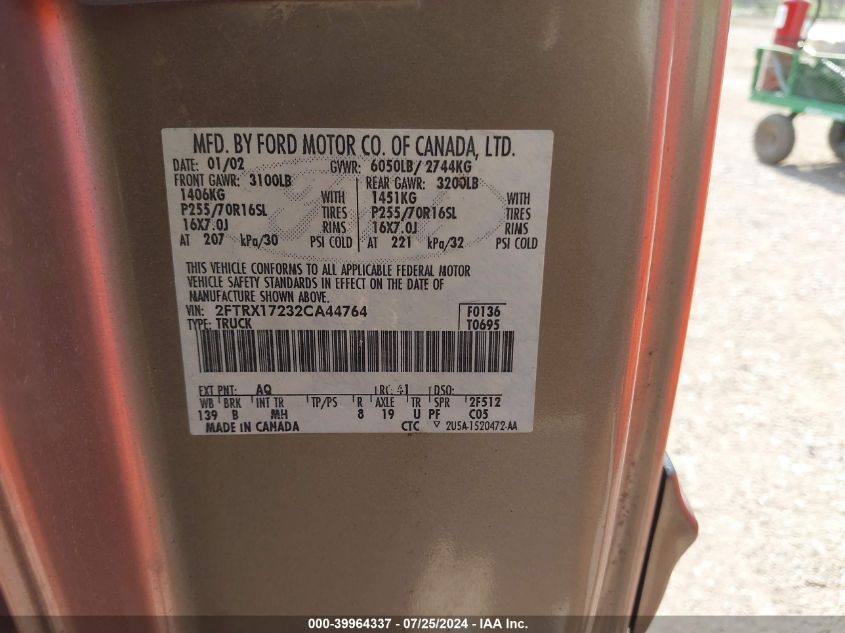 MFD. BY FORD MOTOR CO. OF CANADA, LTD.
DATE: 01/02 GVWR: 6050LB/ 2744KG
FRONT GAWR: 3100LB REAR GAWR: 3200LB
1406KG WITH 1451KG WITH
P255/70R16SL TIRES P255/70R16SL TIRES
16X7.0J RIMS 16X7.0J RIMS
AT 207 kPa/30 PSI COLD AT 221 kPa/32 PSI COLD
THIS VEHICLE CONFORMS TO ALL APPLICABLE FEDERAL MOTOR
VEHICLE SAFETY STANDARDS IN EFFECT ON THE DATE OF
MANUFACTURE SHOWN ABOVE.
VIN: 2FTRX17232CA44764 F0136
TYPE: TRUCK T0695
EXT PNT: AQ RC: 41 DSO:
WB BRK INT TR TP/PS R AXLE TR SPR 2F512
139 B MH 8 19 U PF C05
MADE IN CANADA CTC 2U5A-1520472-AA
000-39964337 / 07/25/2024 - IAA Inc.